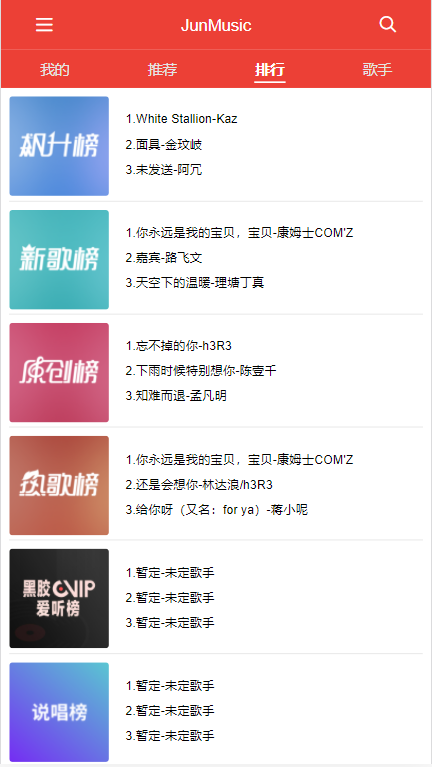 JunMusic
我的 推荐 排行 歌手
飙升榜
1.White Stallion-Kaz
2.面具-金玟岐
3.未发送-阿冗
新歌榜
1.你永远是我的宝贝，宝贝-康姆士COM'Z
2.嘉宾-路飞文
3.天空下的温暖-理塘丁真
原创榜
1.忘不掉的你-h3R3
2.下雨时候特别想你-陈壹千
3.知难而退-孟凡明
热歌榜
1.你永远是我的宝贝，宝贝-康姆士COM'Z
2.还是会想你-林达浪/h3R3
3.给你呀（又名：for ya）-蒋小呢
黑胶VIP
爱听榜
1.暂定-未定歌手
2.暂定-未定歌手
3.暂定-未定歌手
说唱榜
1.暂定-未定歌手
2.暂定-未定歌手
3.暂定-未定歌手